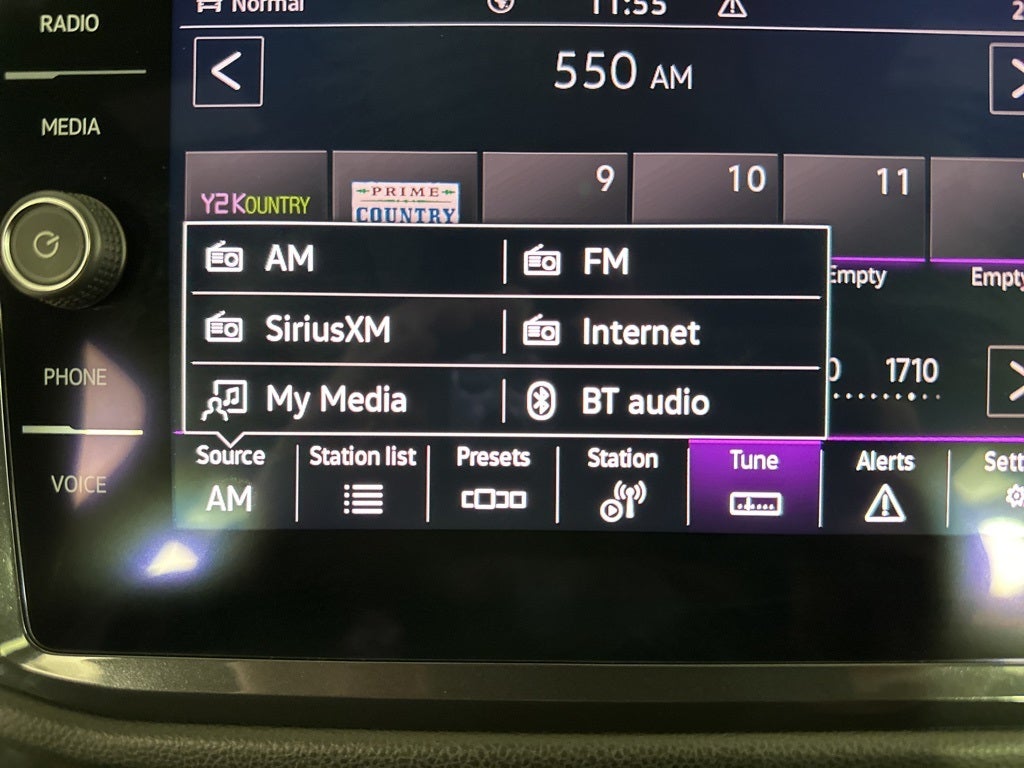 RADIO
Normal
11:55
550 AM
MEDIA
9
10
11
Y2KOUNTRY
PRIME
COUNTRY
AM
FM
Empty
Empty
SiriusXM
Internet
1710
PHONE
My Media
BT audio
Source
Station list
Presets
Station
Tune
Alerts
VOICE
AM